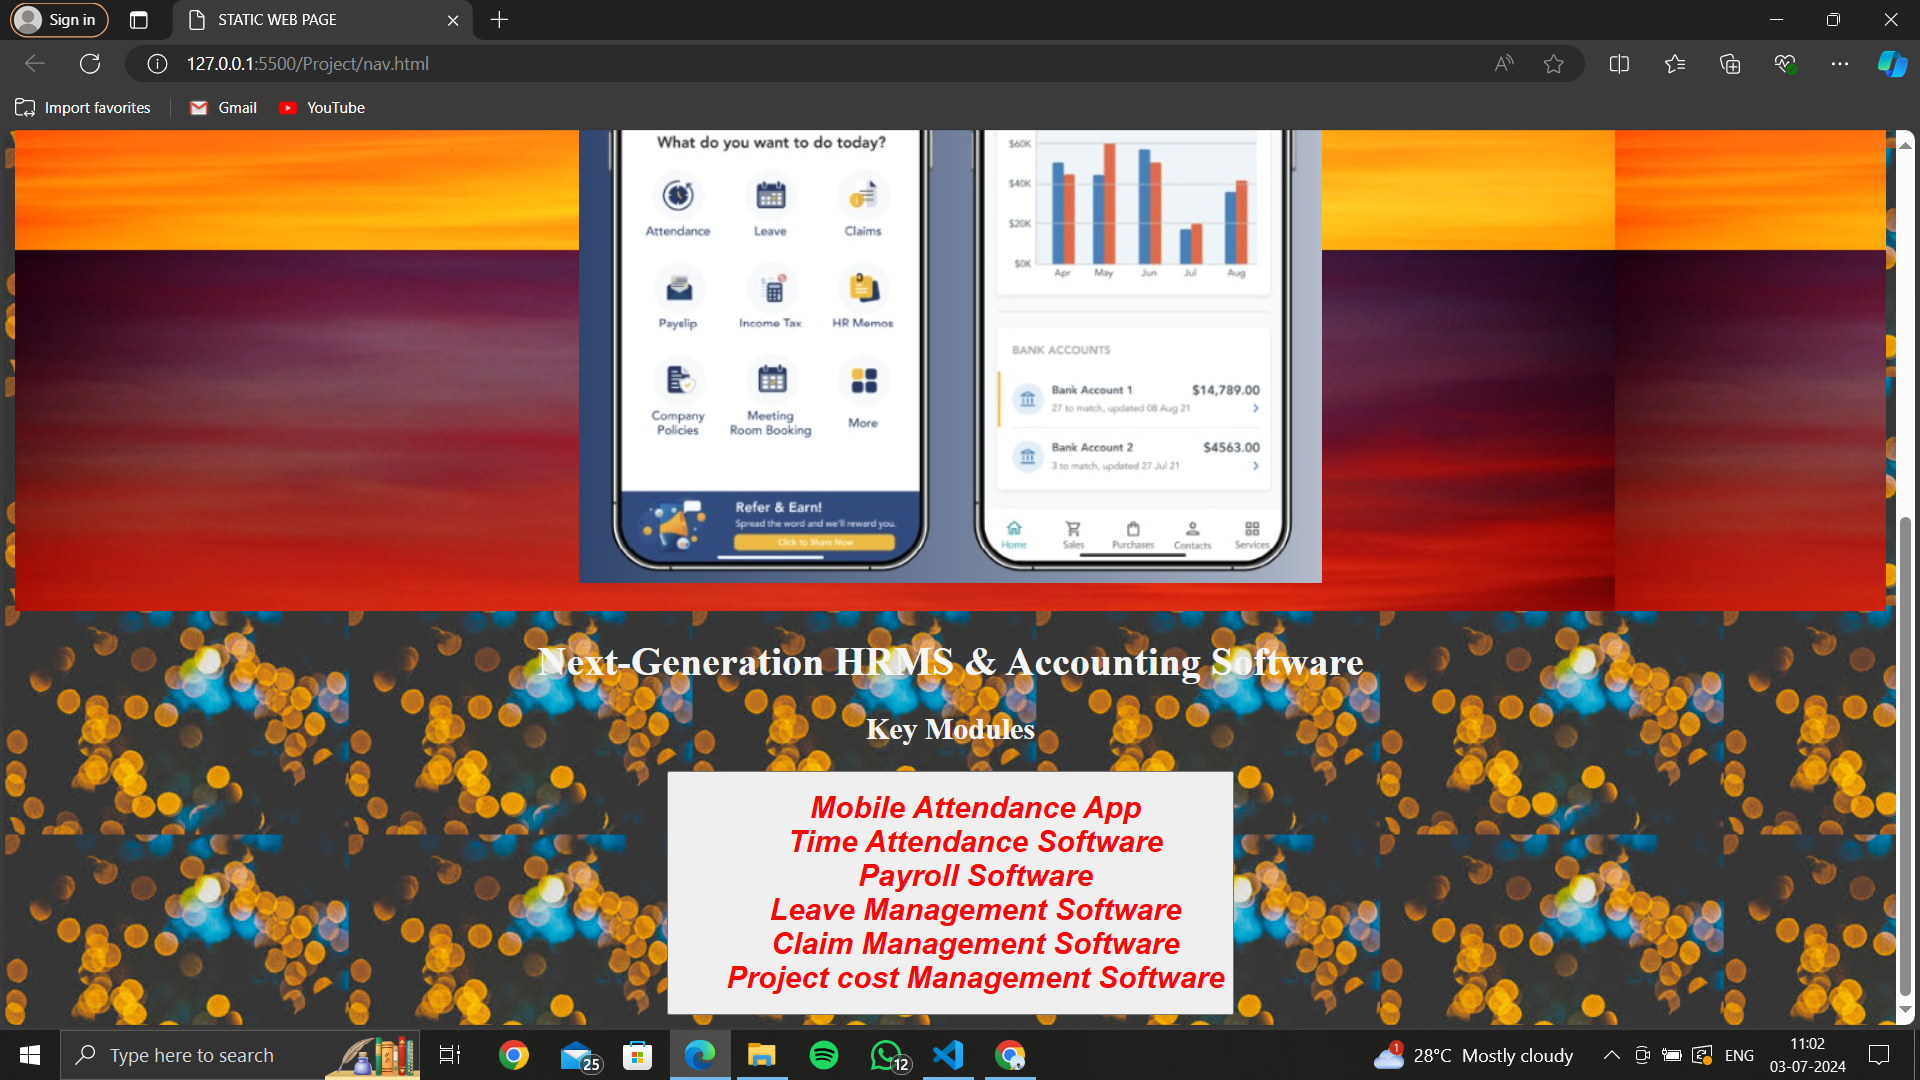 Sign in
STATIC WEB PAGE
127.0.0.1:5500/Project/nav.html
Import favorites
Gmail
YouTube
What do you want to do today?
Attendance
Leave
Claims
Payslip
Income Tax
HR Memos
Company
Policies
Meeting
Room Booking
More
Refer & Earn!
Spread the word and we'll reward you.
Click to Share Now
$60K
$40K
$20K
$0K
Apr May Jun Jul Aug
BANK ACCOUNTS
Bank Account 1 $14,789.00
27 to match, updated 08 Aug 21
Bank Account 2 $4563.00
3 to match, updated 27 Jul 21
Home Sales Purchases Contacts Services
Next-Generation HRMS & Accounting Software
Key Modules
Mobile Attendance App
Time Attendance Software
Payroll Software
Leave Management Software
Claim Management Software
Project cost Management Software
Type here to search
25
12
1
28°C Mostly cloudy
ENG
11:02
03-07-2024